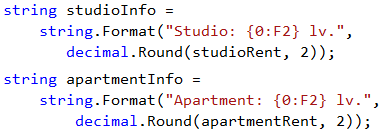 string studioInfo =
string.Format("Studio: {0:F2} lv.",
decimal.Round(studioRent, 2));
string apartmentInfo =
string.Format("Apartment: {0:F2} lv.",
decimal.Round(apartmentRent, 2));